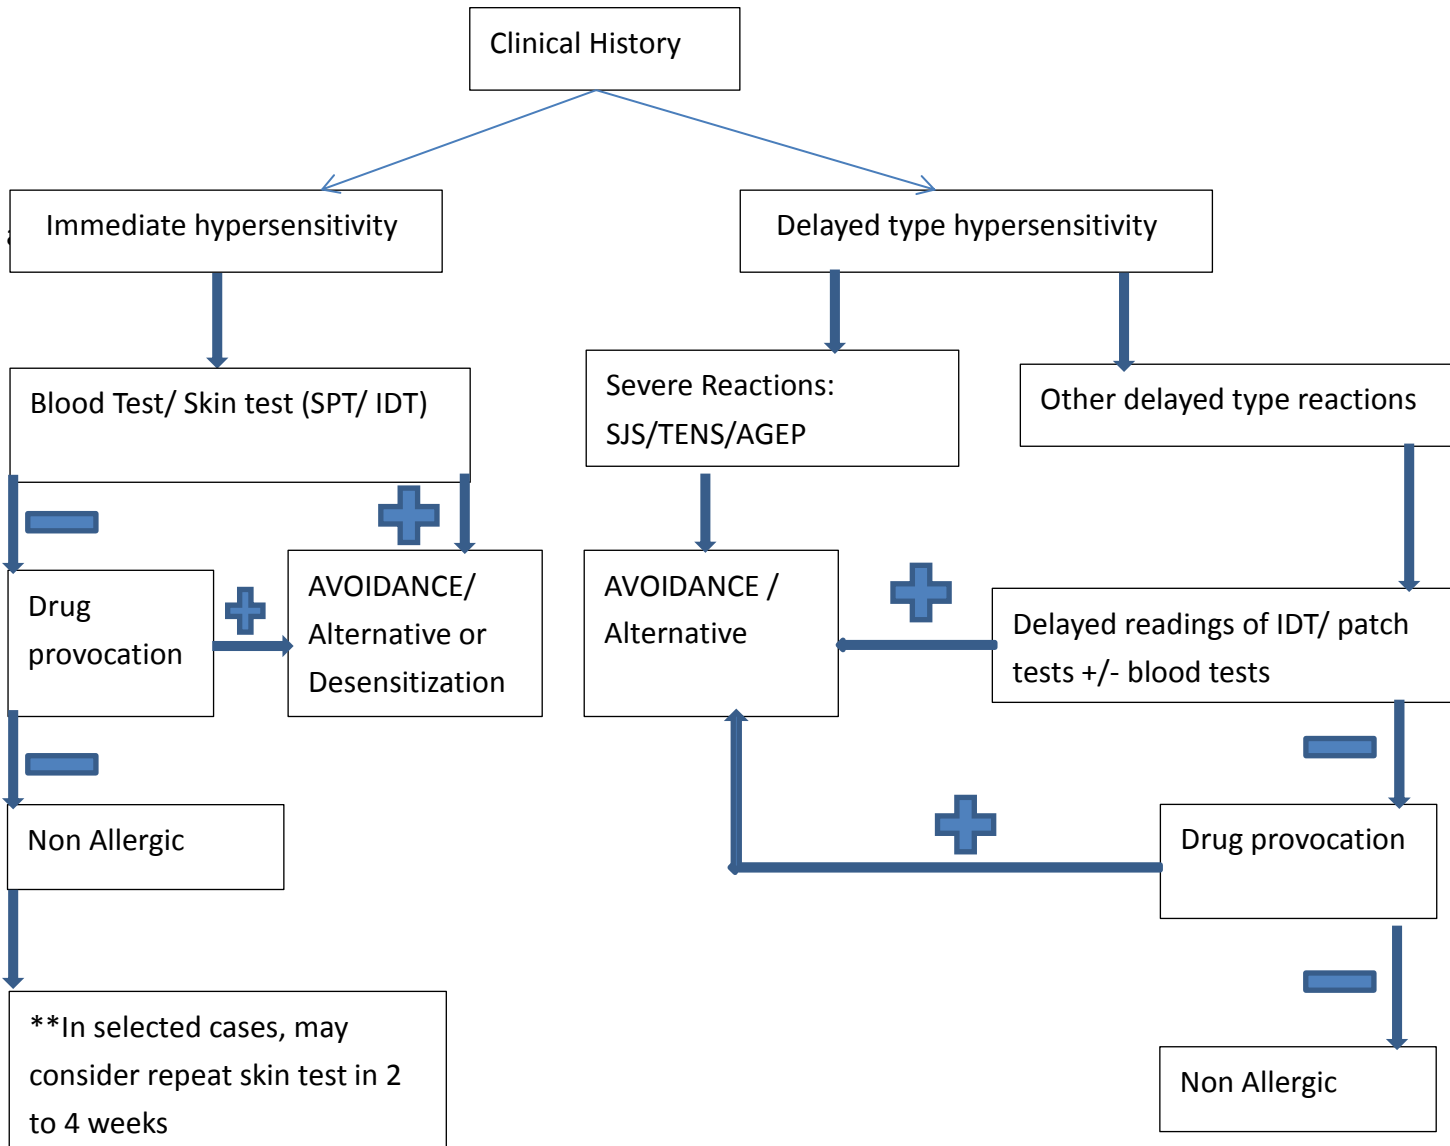 Clinical History
Immediate hypersensitivity
Delayed type hypersensitivity
Blood Test/ Skin test (SPT/ IDT)
Severe Reactions:
SJS/TENS/AGEP
Other delayed type reactions
Drug
provocation
AVOIDANCE/
Alternative or
Desensitization
AVOIDANCE /
Alternative
Delayed readings of IDT/ patch
tests +/- blood tests
Non Allergic
Drug provocation
**In selected cases, may
consider repeat skin test in 2
to 4 weeks
Non Allergic